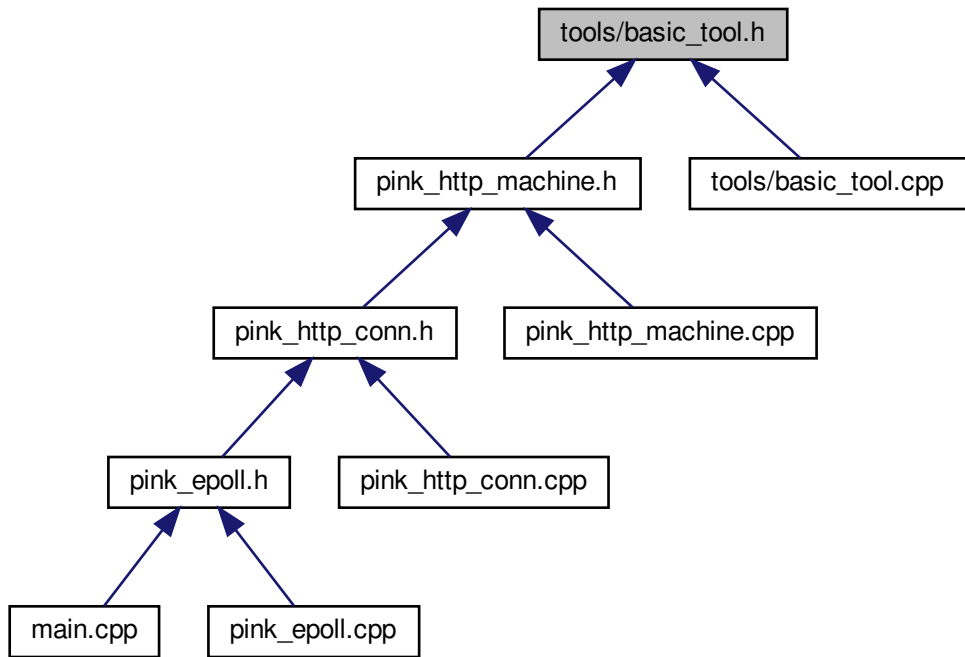 tools/basic_tool.h
pink_http_machine.h
tools/basic_tool.cpp
pink_http_conn.h
pink_http_machine.cpp
pink_epoll.h
pink_http_conn.cpp
main.cpp
pink_epoll.cpp